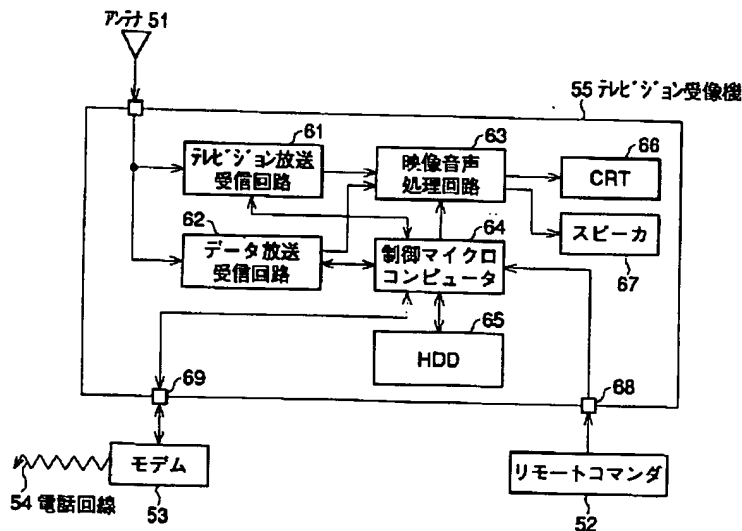 アンテナ 51
55 テレビジョン受像機
61
テレビジョン放送
受信回路
63
映像音声
処理回路
66
CRT
62
データ放送
受信回路
64
制御マイクロ
コンピュータ
スピーカ
67
65
HDD
69
68
モデム
53
54 電話回線
リモートコマンダ
52